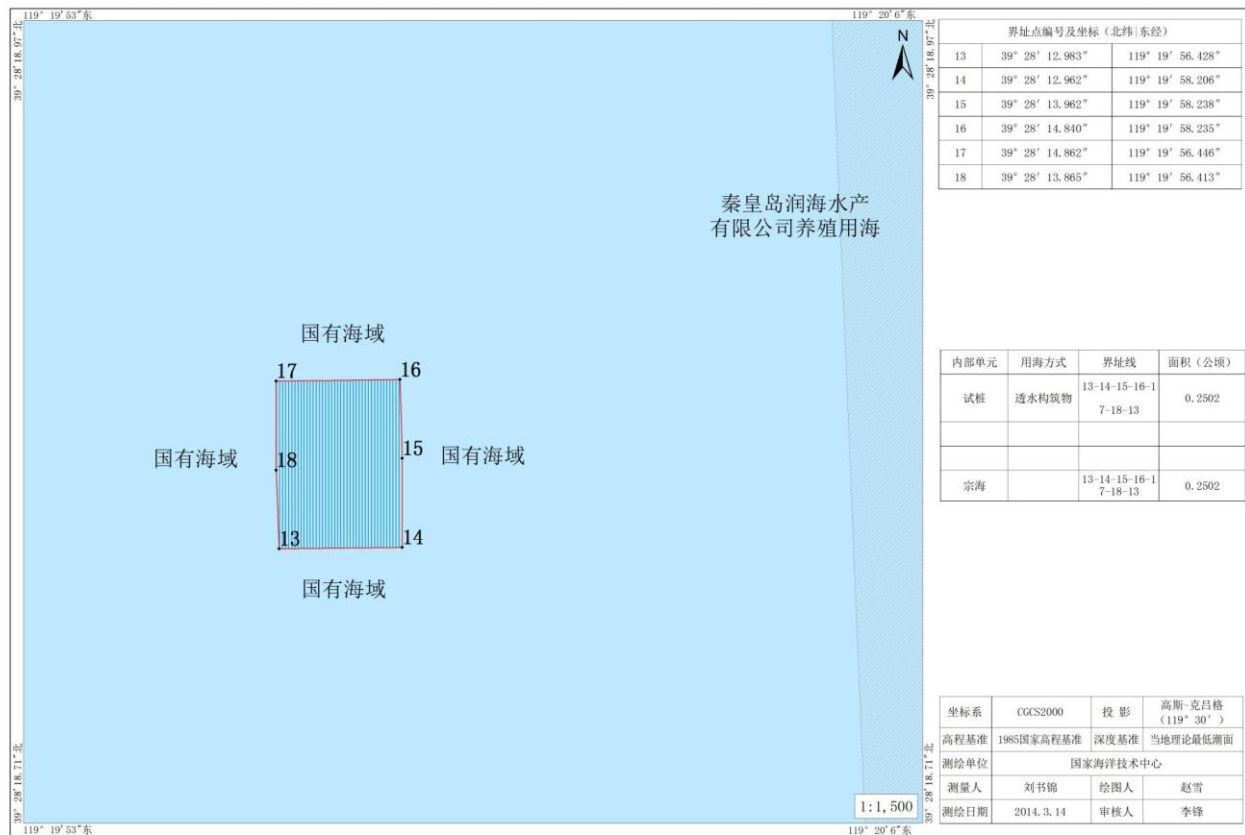 119° 19′53″东
119° 20′6″东
39° 28′18.97″北
39° 28′18.97″北
N
秦皇岛润海水产
有限公司养殖用海
国有海域
17
16
国有海域
18
15
国有海域
13
14
国有海域
1:1,500
39° 28′18.71″北
39° 28′18.71″北
119° 19′53″东
119° 20′6″东
界址点编号及坐标（北纬|东经）
13 39° 28′ 12.983″ 119° 19′ 56.428″
14 39° 28′ 12.962″ 119° 19′ 58.206″
15 39° 28′ 13.962″ 119° 19′ 58.238″
16 39° 28′ 14.840″ 119° 19′ 58.235″
17 39° 28′ 14.862″ 119° 19′ 56.446″
18 39° 28′ 13.865″ 119° 19′ 56.413″
内部单元 用海方式 界址线 面积（公顷）
试桩 透水构筑物 13-14-15-16-1
7-18-13 0.2502
宗海 13-14-15-16-1
7-18-13 0.2502
坐标系 CGCS2000 投 影 高斯-克吕格
（119° 30′）
高程基准 1985国家高程基准 深度基准 当地理论最低潮面
测绘单位 国家海洋技术中心
测量人 刘书锦 绘图人 赵雪
测绘日期 2014.3.14 审核人 李锋